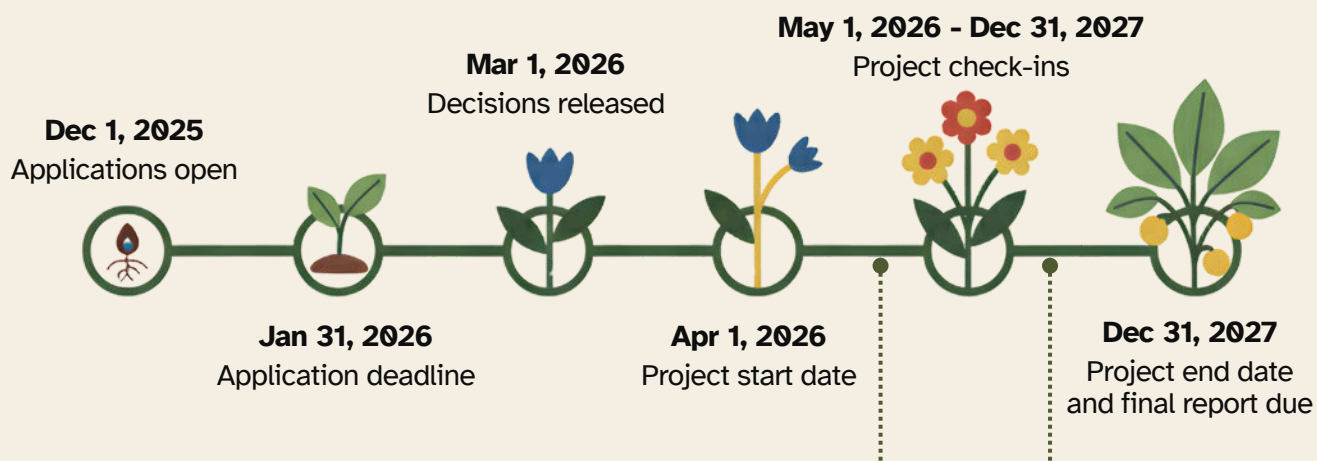 Dec 1, 2025
Applications open
Jan 31, 2026
Application deadline
Mar 1, 2026
Decisions released
Apr 1, 2026
Project start date
May 1, 2026 - Dec 31, 2027
Project check-ins
Dec 31, 2027
Project end date
and final report due